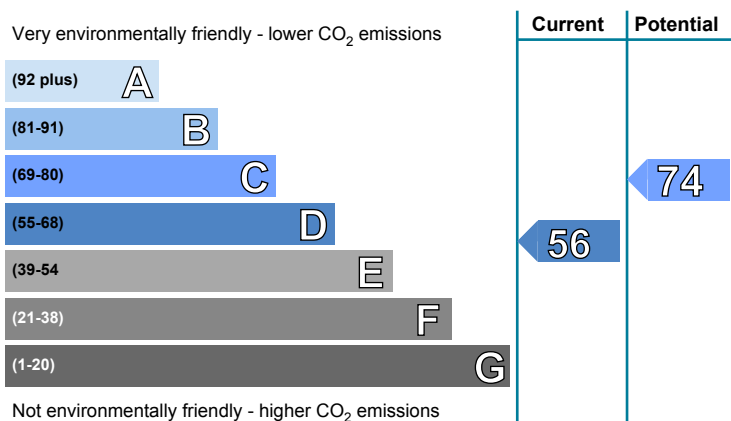 Very environmentally friendly - lower CO₂ emissions
Current
Potential
(92 plus) A
(81-91) B
(69-80) C
74
(55-68) D
56
(39-54 E
(21-38) F
(1-20) G
Not environmentally friendly - higher CO₂ emissions